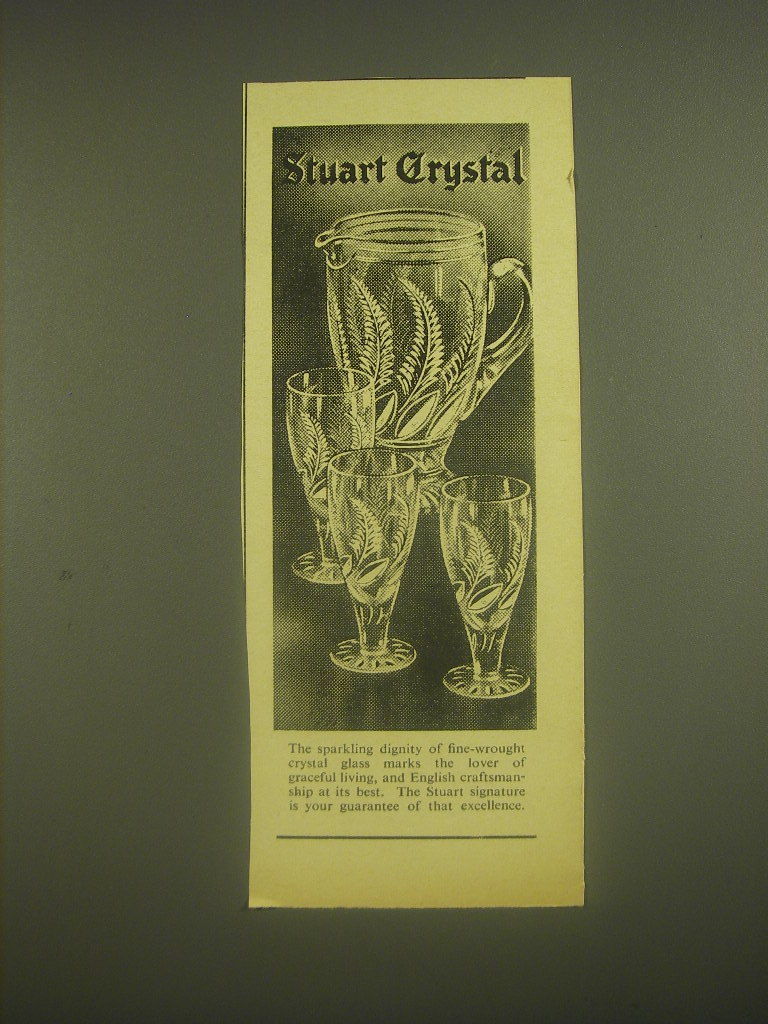 Stuart Crystal
The sparkling dignity of fine-wrought
crystal glass marks the lover of
graceful living, and English craftsman-
ship at its best. The Stuart signature
is your guarantee of that excellence.